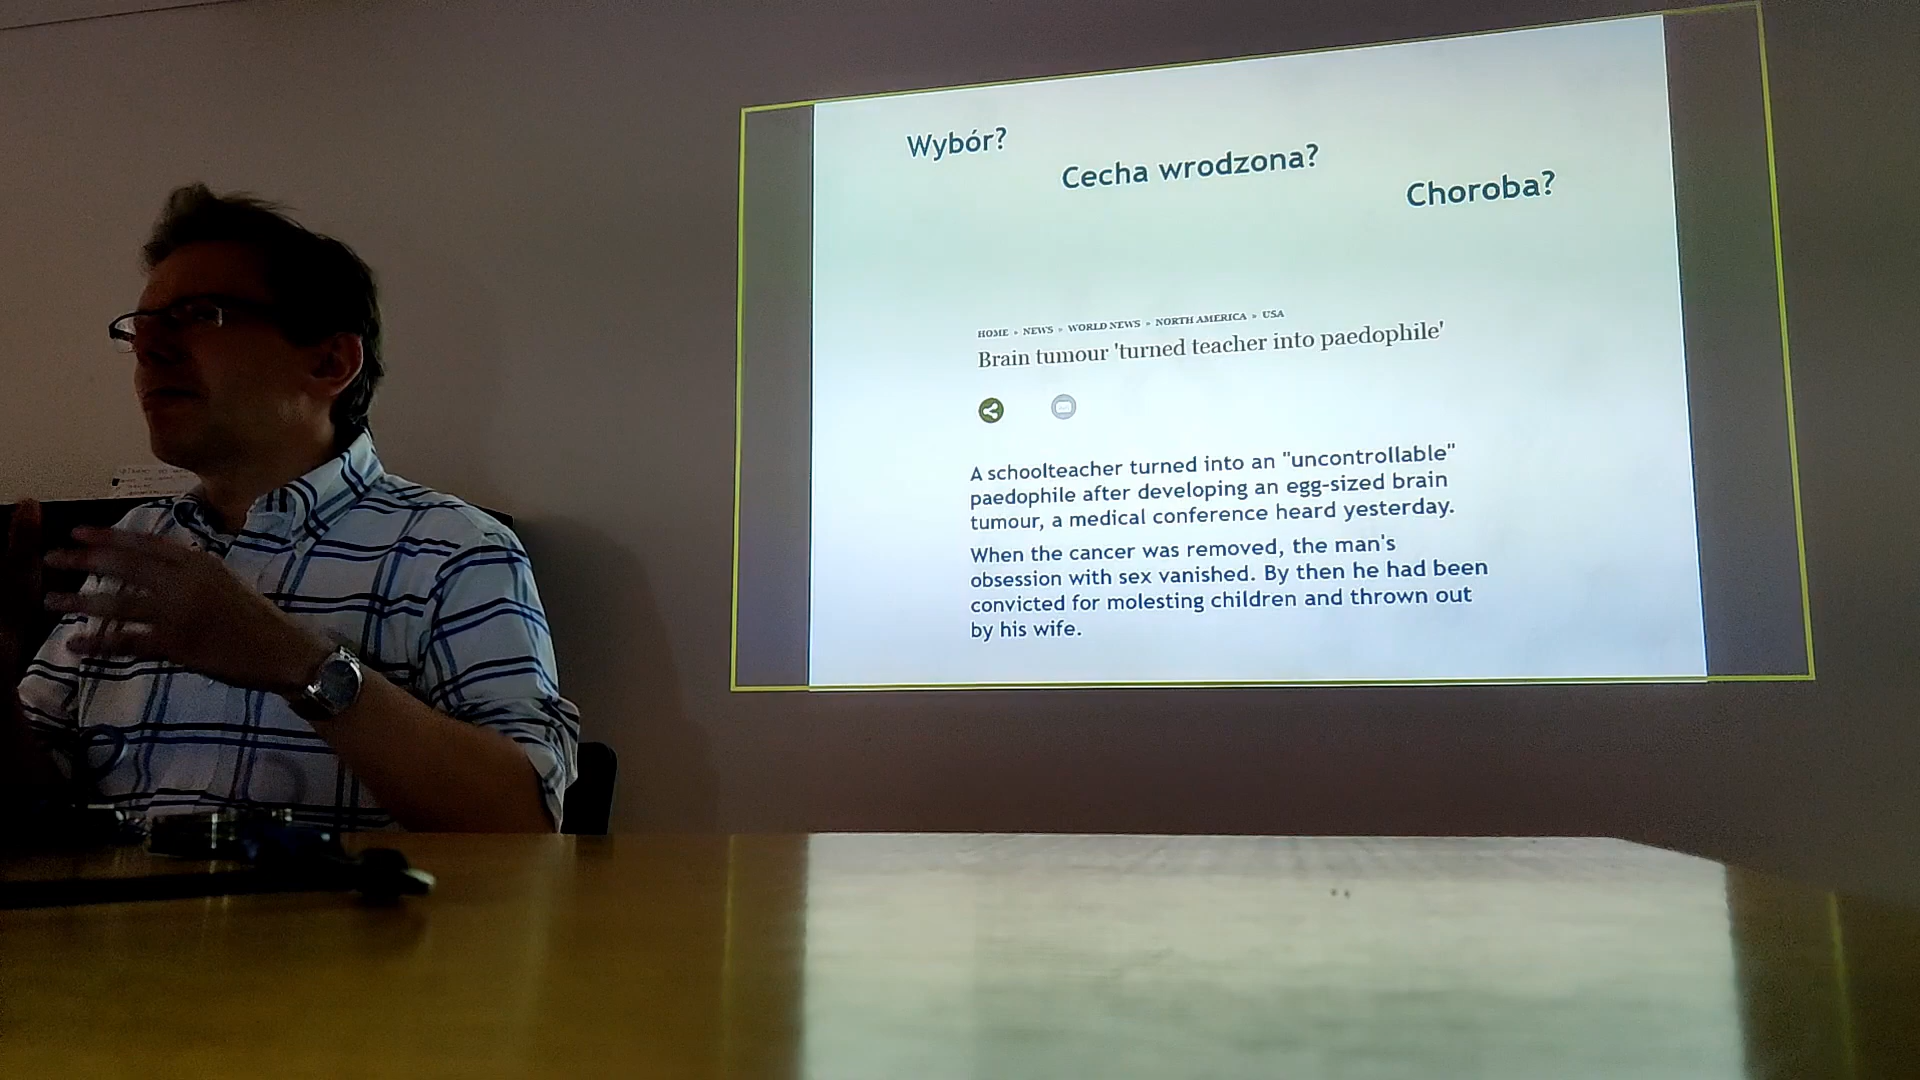 Wybór?
Cecha wrodzona?
Choroba?
HOME » NEWS » WORLD NEWS » NORTH AMERICA » USA
Brain tumour 'turned teacher into paedophile'
A schoolteacher turned into an "uncontrollable"
paedophile after developing an egg-sized brain
tumour, a medical conference heard yesterday.
When the cancer was removed, the man's
obsession with sex vanished. By then he had been
convicted for molesting children and thrown out
by his wife.